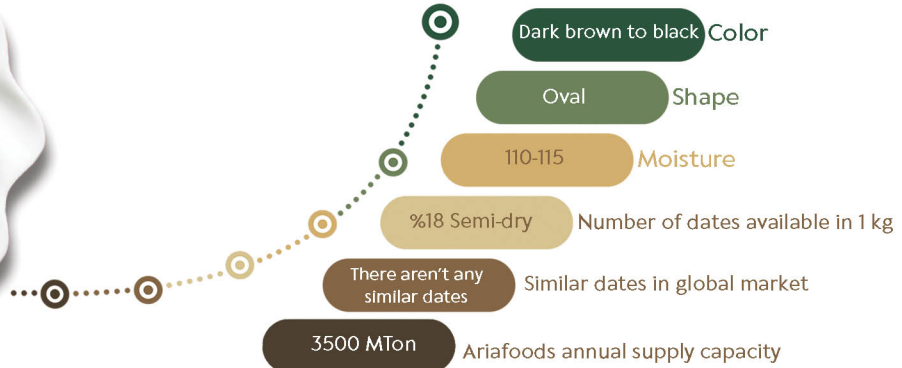 Dark brown to black Color
Oval Shape
110-115 Moisture
%18 Semi-dry Number of dates available in 1 kg
There aren't any
similar dates
Similar dates in global market
3500 MTon Ariafoods annual supply capacity